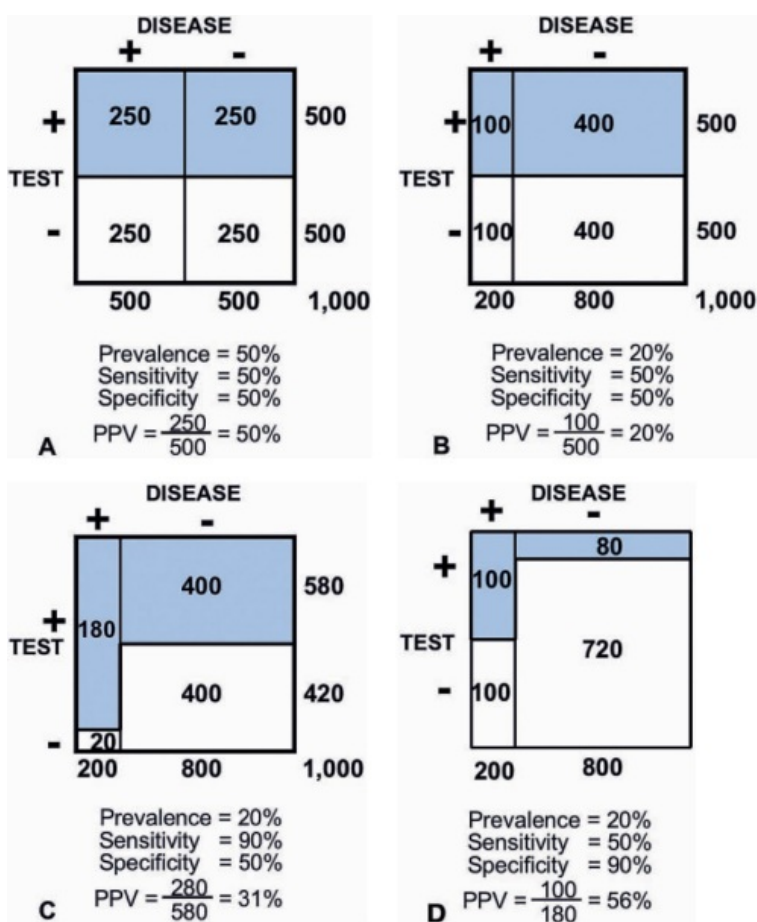 DISEASE
+ -
+ 250 250 500
TEST
- 250 250 500
500 500 1,000
Prevalence = 50%
Sensitivity = 50%
Specificity = 50%
PPV = 250/500 = 50%
A
DISEASE
+ -
+ 100 400 500
TEST
- 100 400 500
200 800 1,000
Prevalence = 20%
Sensitivity = 50%
Specificity = 50%
PPV = 100/500 = 20%
B
DISEASE
+ -
400 580
+ 180
TEST
400 420
- 20
200 800 1,000
Prevalence = 20%
Sensitivity = 90%
Specificity = 50%
PPV = 280/580 = 31%
C
DISEASE
+ -
80
+ 100
TEST 720
- 100
200 800
Prevalence = 20%
Sensitivity = 50%
Specificity = 90%
PPV = 100/180 = 56%
D